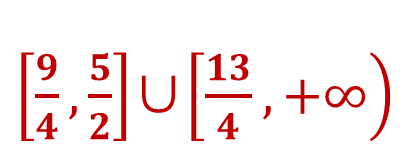 [9/4, 5/2] ∪ [13/4, +∞)